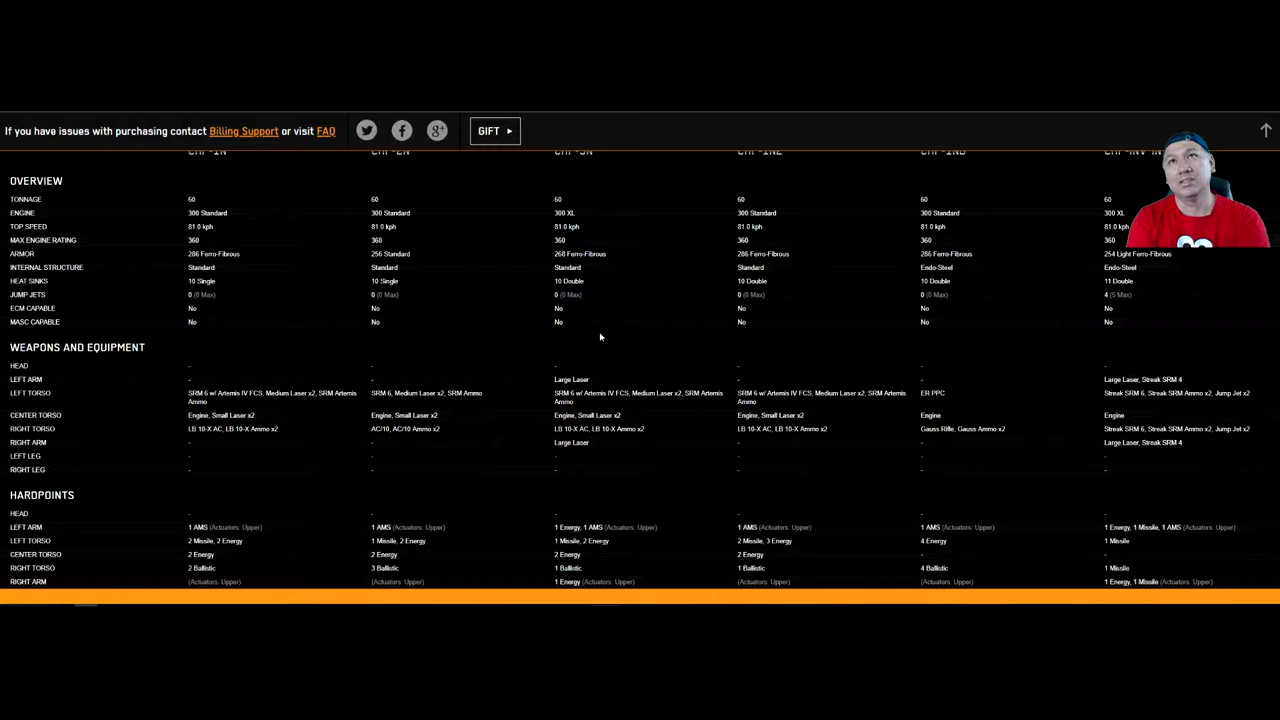 If you have issues with purchasing contact Billing Support or visit FAQ GIFT
OVERVIEW
TONNAGE 60 60 60 60 60 60
ENGINE 300 Standard 300 Standard 300 XL 300 Standard 300 Standard 300 XL
TOP SPEED 81.0 kph 81.0 kph 81.0 kph 81.0 kph 81.0 kph 81.0 kph
MAX ENGINE RATING 360 360 360 360 360 360
ARMOR 286 Ferro-Fibrous 256 Standard 268 Ferro-Fibrous 286 Ferro-Fibrous 286 Ferro-Fibrous 254 Light Ferro-Fibrous
INTERNAL STRUCTURE Standard Standard Standard Standard Endo-Steel Endo-Steel
HEAT SINKS 10 Single 10 Single 10 Double 10 Double 10 Double 11 Double
JUMP JETS 0 (0 Max) 0 (0 Max) 0 (0 Max) 0 (0 Max) 0 (0 Max) 4 (5 Max)
ECM CAPABLE No No No No No No
MASC CAPABLE No No No No No No
WEAPONS AND EQUIPMENT
HEAD - - - - - -
LEFT ARM - - Large Laser - - Large Laser, Streak SRM 4
LEFT TORSO SRM 6 w/ Artemis IV FCS, Medium Laser x2, SRM Artemis SRM 6, Medium Laser x2, SRM Ammo SRM 6 w/ Artemis IV FCS, Medium Laser x2, SRM Artemis SRM 6 w/ Artemis IV FCS, Medium Laser x2, SRM Artemis ER PPC Streak SRM 6, Streak SRM Ammo x2, Jump Jet x2
Ammo Ammo Ammo
CENTER TORSO Engine, Small Laser x2 Engine, Small Laser x2 Engine, Small Laser x2 Engine, Small Laser x2 Engine Engine
RIGHT TORSO LB 10-X AC, LB 10-X Ammo x2 AC/10, AC/10 Ammo x2 LB 10-X AC, LB 10-X Ammo x2 LB 10-X AC, LB 10-X Ammo x2 Gauss Rifle, Gauss Ammo x2 Streak SRM 6, Streak SRM Ammo x2, Jump Jet x2
RIGHT ARM - - Large Laser - - Large Laser, Streak SRM 4
LEFT LEG - - - - - -
RIGHT LEG - - - - - -
HARDPOINTS
HEAD - - - - - -
LEFT ARM 1 AMS (Actuators: Upper) 1 AMS (Actuators: Upper) 1 Energy, 1 AMS (Actuators: Upper) 1 AMS (Actuators: Upper) 1 AMS (Actuators: Upper) 1 Energy, 1 Missile, 1 AMS (Actuators: Upper)
LEFT TORSO 2 Missile, 2 Energy 1 Missile, 2 Energy 1 Missile, 2 Energy 2 Missile, 3 Energy 4 Energy 1 Missile
CENTER TORSO 2 Energy 2 Energy 2 Energy 2 Energy - -
RIGHT TORSO 2 Ballistic 3 Ballistic 1 Ballistic 1 Ballistic 4 Ballistic 1 Missile
RIGHT ARM (Actuators: Upper) (Actuators: Upper) 1 Energy (Actuators: Upper) (Actuators: Upper) (Actuators: Upper) 1 Energy, 1 Missile (Actuators: Upper)